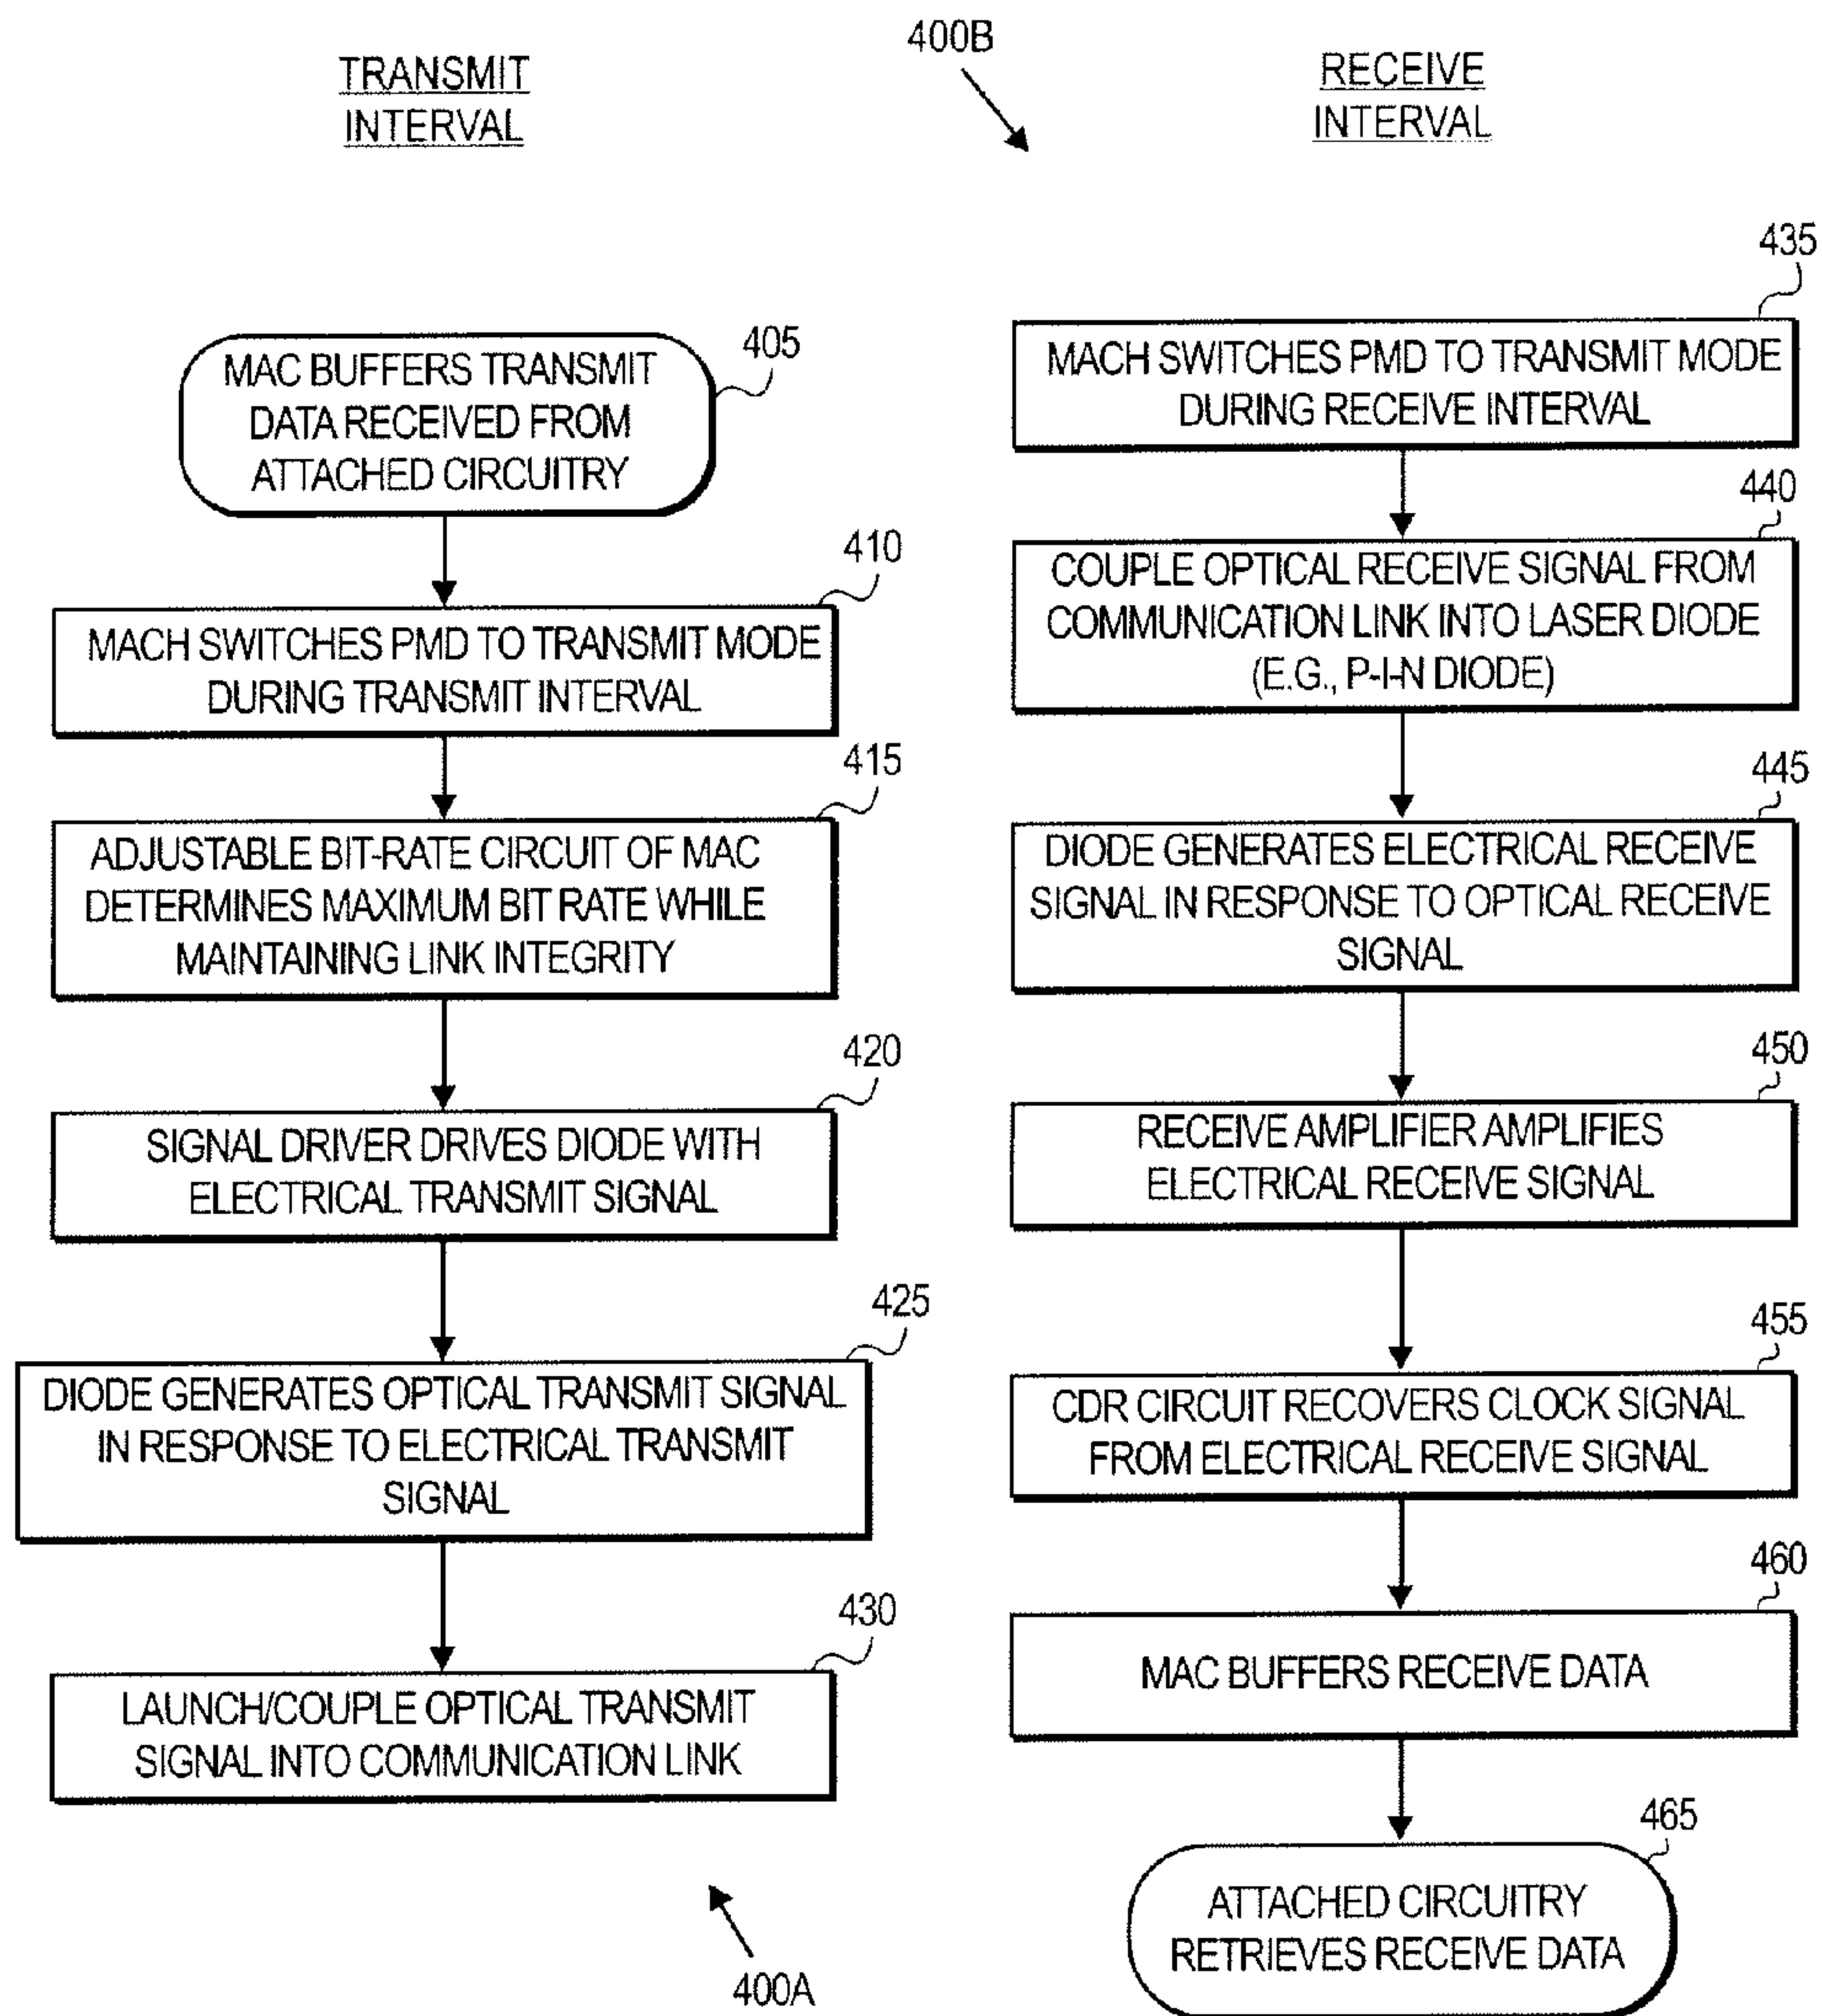 400B
TRANSMIT
INTERVAL
405
MAC BUFFERS TRANSMIT
DATA RECEIVED FROM
ATTACHED CIRCUITRY
410
MACH SWITCHES PMD TO TRANSMIT MODE
DURING TRANSMIT INTERVAL
415
ADJUSTABLE BIT-RATE CIRCUIT OF MAC
DETERMINES MAXIMUM BIT RATE WHILE
MAINTAINING LINK INTEGRITY
420
SIGNAL DRIVER DRIVES DIODE WITH
ELECTRICAL TRANSMIT SIGNAL
425
DIODE GENERATES OPTICAL TRANSMIT SIGNAL
IN RESPONSE TO ELECTRICAL TRANSMIT
SIGNAL
430
LAUNCH/COUPLE OPTICAL TRANSMIT
SIGNAL INTO COMMUNICATION LINK
400A
RECEIVE
INTERVAL
435
MACH SWITCHES PMD TO TRANSMIT MODE
DURING RECEIVE INTERVAL
440
COUPLE OPTICAL RECEIVE SIGNAL FROM
COMMUNICATION LINK INTO LASER DIODE
(E.G., P-I-N DIODE)
445
DIODE GENERATES ELECTRICAL RECEIVE
SIGNAL IN RESPONSE TO OPTICAL RECEIVE
SIGNAL
450
RECEIVE AMPLIFIER AMPLIFIES
ELECTRICAL RECEIVE SIGNAL
455
CDR CIRCUIT RECOVERS CLOCK SIGNAL
FROM ELECTRICAL RECEIVE SIGNAL
460
MAC BUFFERS RECEIVE DATA
465
ATTACHED CIRCUITRY
RETRIEVES RECEIVE DATA